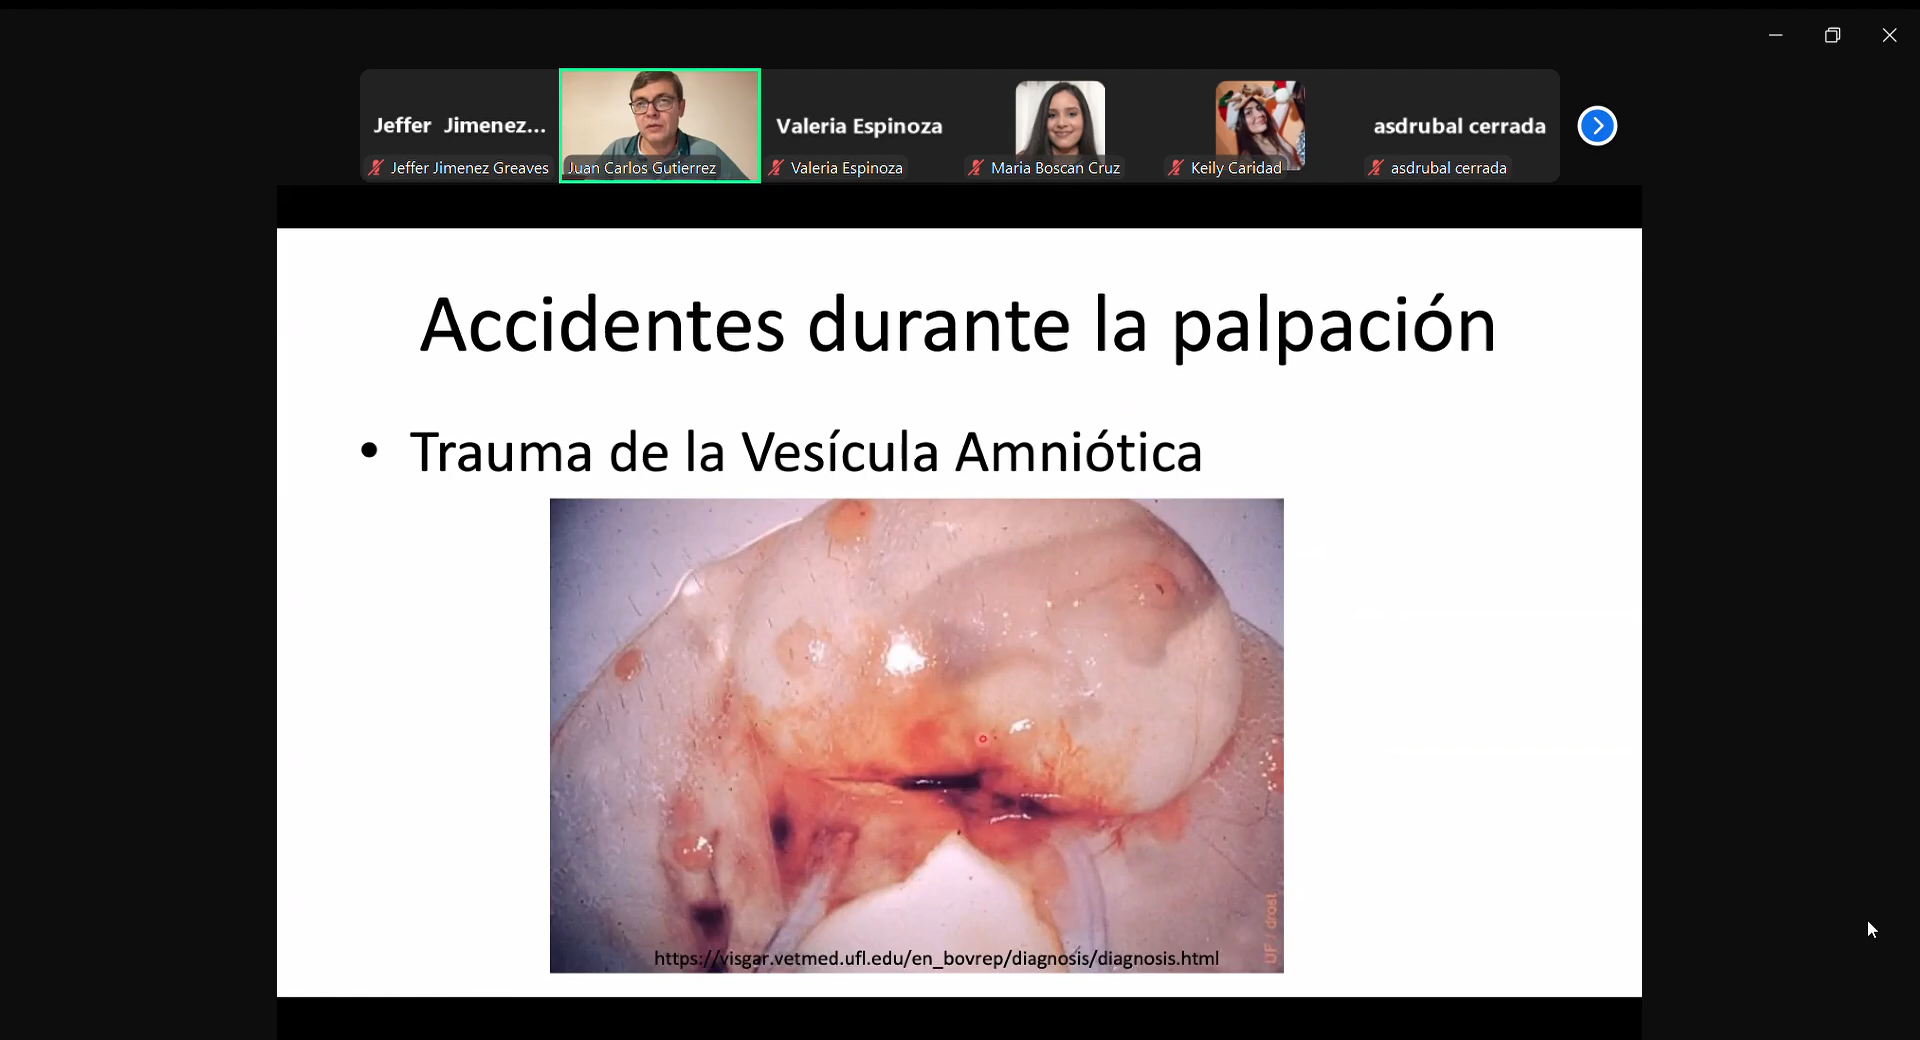 Jeffer Jimenez...
Valeria Espinoza
asdrubal cerrada
Jeffer Jimenez Greaves
Juan Carlos Gutierrez
Valeria Espinoza
Maria Boscan Cruz
Keily Caridad
asdrubal cerrada
Accidentes durante la palpación
• Trauma de la Vesícula Amniótica
UF / drost
https://visgar.vetmed.ufl.edu/en_bovrep/diagnosis/diagnosis.html